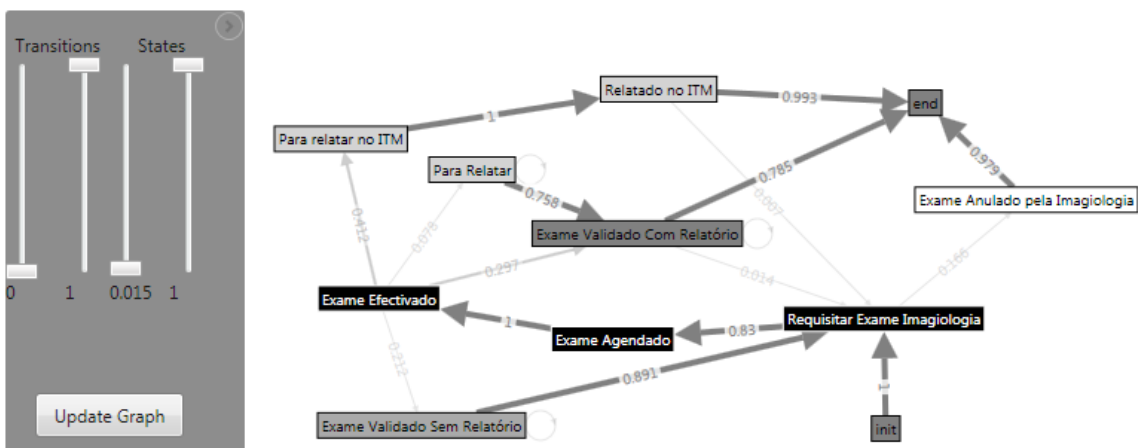 Transitions
States
0
1
0.015
1
Update Graph
Relatado no ITM
0.993
end
1
Para relatar no ITM
0.979
Para Relatar
0.785
0.758
0.007
Exame Anulado pela Imagiologia
0.412
0.078
Exame Validado Com Relatório
0.297
0.014
0.166
Exame Efectivado
Requisitar Exame Imagiologia
1
0.83
Exame Agendado
0.212
0.891
1
Exame Validado Sem Relatório
init